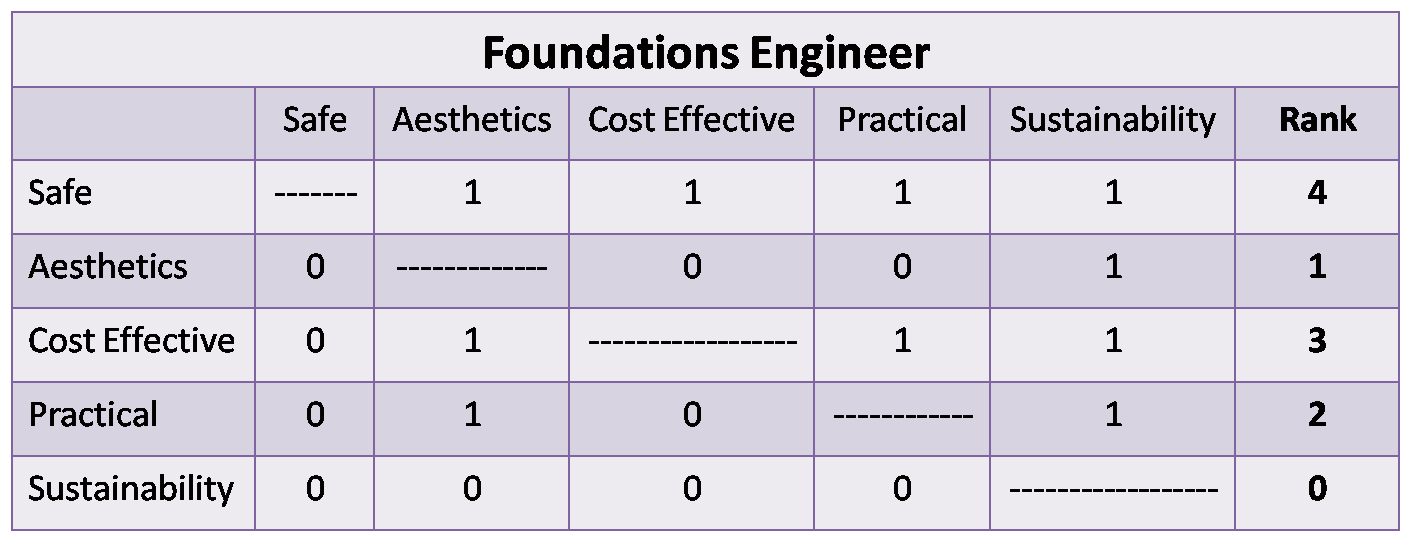 Foundations Engineer
Safe Aesthetics Cost Effective Practical Sustainability Rank
Safe ------- 1 1 1 1 4
Aesthetics 0 ------------- 0 0 1 1
Cost Effective 0 1 ------------------ 1 1 3
Practical 0 1 0 ------------ 1 2
Sustainability 0 0 0 0 ------------------ 0